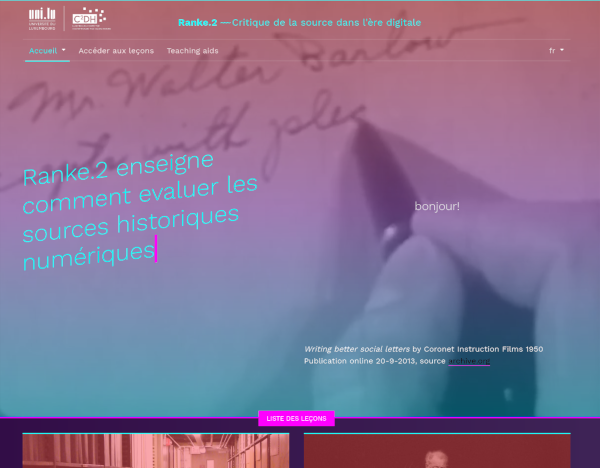 uni.lu
UNIVERSITÉ DU
LUXEMBOURG
C²DH
Ranke.2 — Critique de la source dans l'ère digitale
Accueil
Accéder aux leçons
Teaching aids
fr
Mr Walter Barlow
with plea
Ranke.2 enseigne
comment evaluer les
sources historiques
numériques
bonjour!
Writing better social letters by Coronet Instruction Films 1950
Publication online 20-9-2013, source archive.org
LISTE DES LEÇONS